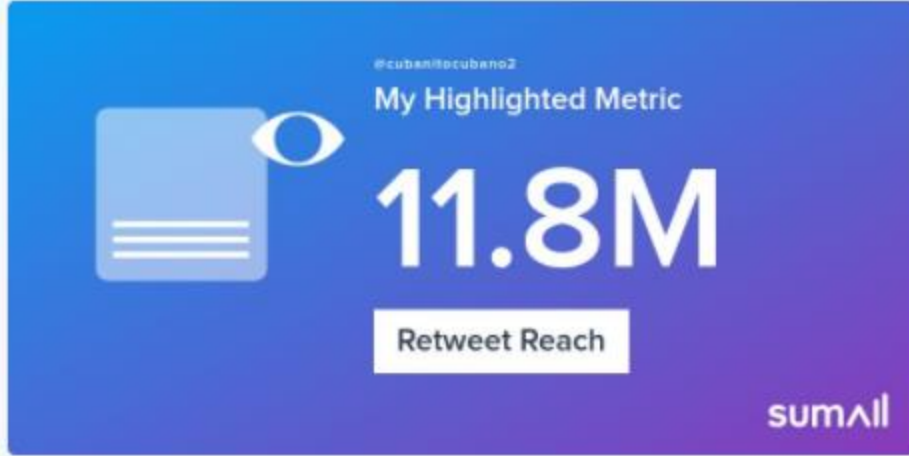 @cubanitocubano2
My Highlighted Metric
11.8M
Retweet Reach
sumall